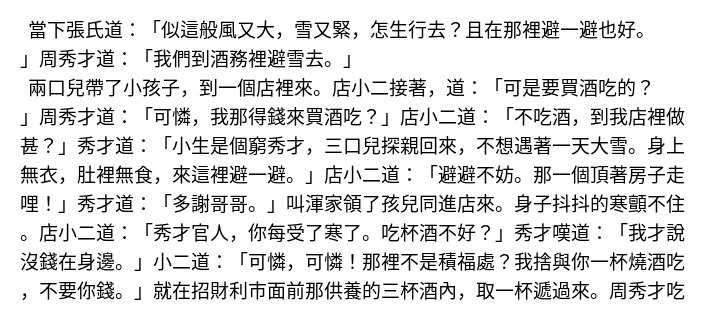 當下張氏道：「似這般風又大，雪又緊，怎生行去？且在那裡避一避也好。
」周秀才道：「我們到酒務裡避雪去。」
兩口兒帶了小孩子，到一個店裡來。店小二接著，道：「可是要買酒吃的？
」周秀才道：「可憐，我那得錢來買酒吃？」店小二道：「不吃酒，到我店裡做
甚？」秀才道：「小生是個窮秀才，三口兒探親回來，不想遇著一天大雪。身上
無衣，肚裡無食，來這裡避一避。」店小二道：「避避不妨。那一個頂著房子走
哩！」秀才道：「多謝哥哥。」叫渾家領了孩兒同進店來。身子抖抖的寒顫不住
。店小二道：「秀才官人，你每受了寒了。吃杯酒不好？」秀才嘆道：「我才說
沒錢在身邊。」小二道：「可憐，可憐！那裡不是積福處？我捨與你一杯燒酒吃
，不要你錢。」就在招財利市面前那供養的三杯酒內，取一杯遞過來。周秀才吃